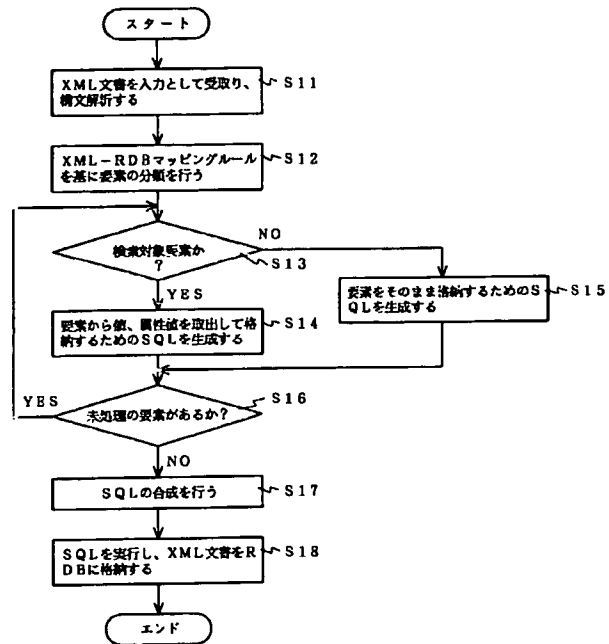 スタート
XML文書を入力として受取り、
構文解析する
S11
XML-RDBマッピングルール
を基に要素の分類を行う
S12
検索対象要素か
?
S13
NO
YES
要素から値、属性値を取出して格
納するためのSQLを生成する
S14
要素をそのまま格納するためのS
QLを生成する
S15
未処理の要素があるか?
S16
YES
NO
SQLの合成を行う
S17
SQLを実行し、XML文書をR
DBに格納する
S18
エンド